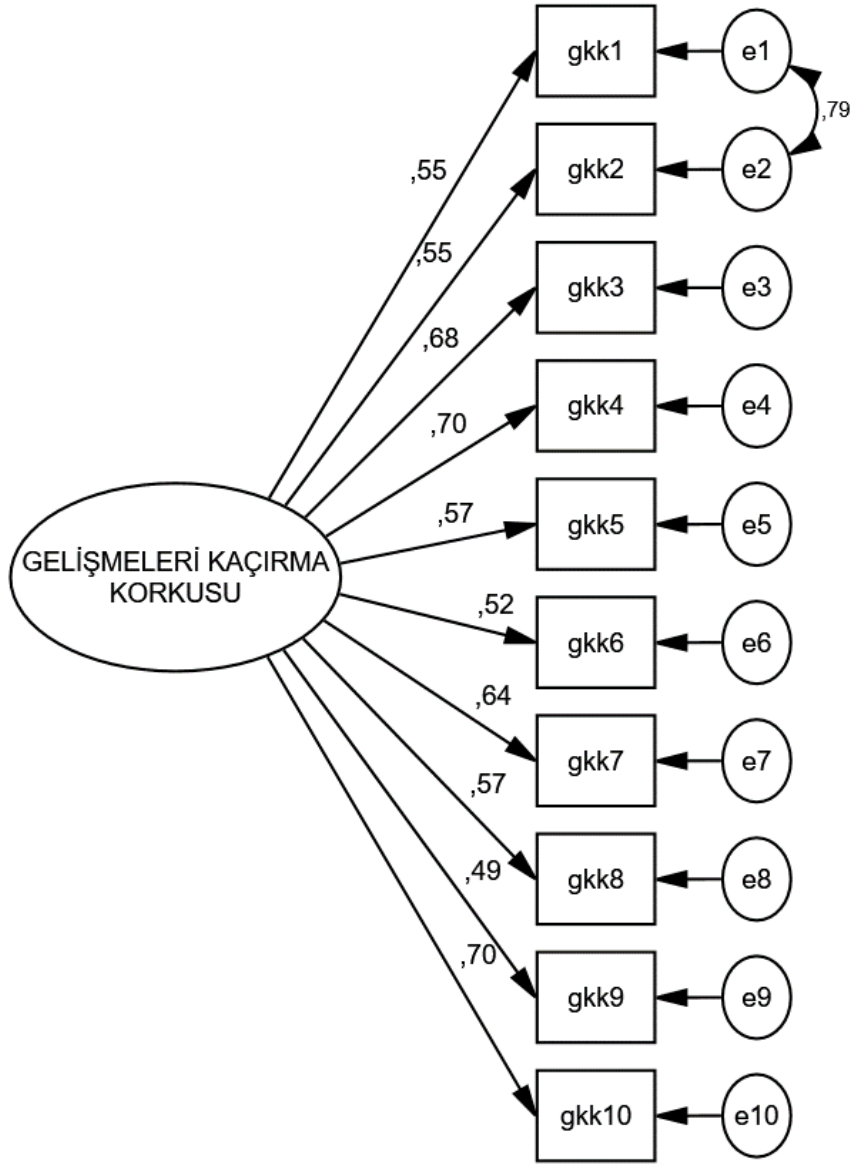 gkk1
e1
,79
,55
gkk2
e2
,55
gkk3
e3
,68
gkk4
e4
,70
gkk5
e5
,57
GELİŞMELERİ KAÇIRMA
KORKUSU
,52
gkk6
e6
,64
gkk7
e7
,57
gkk8
e8
,49
gkk9
e9
,70
gkk10
e10